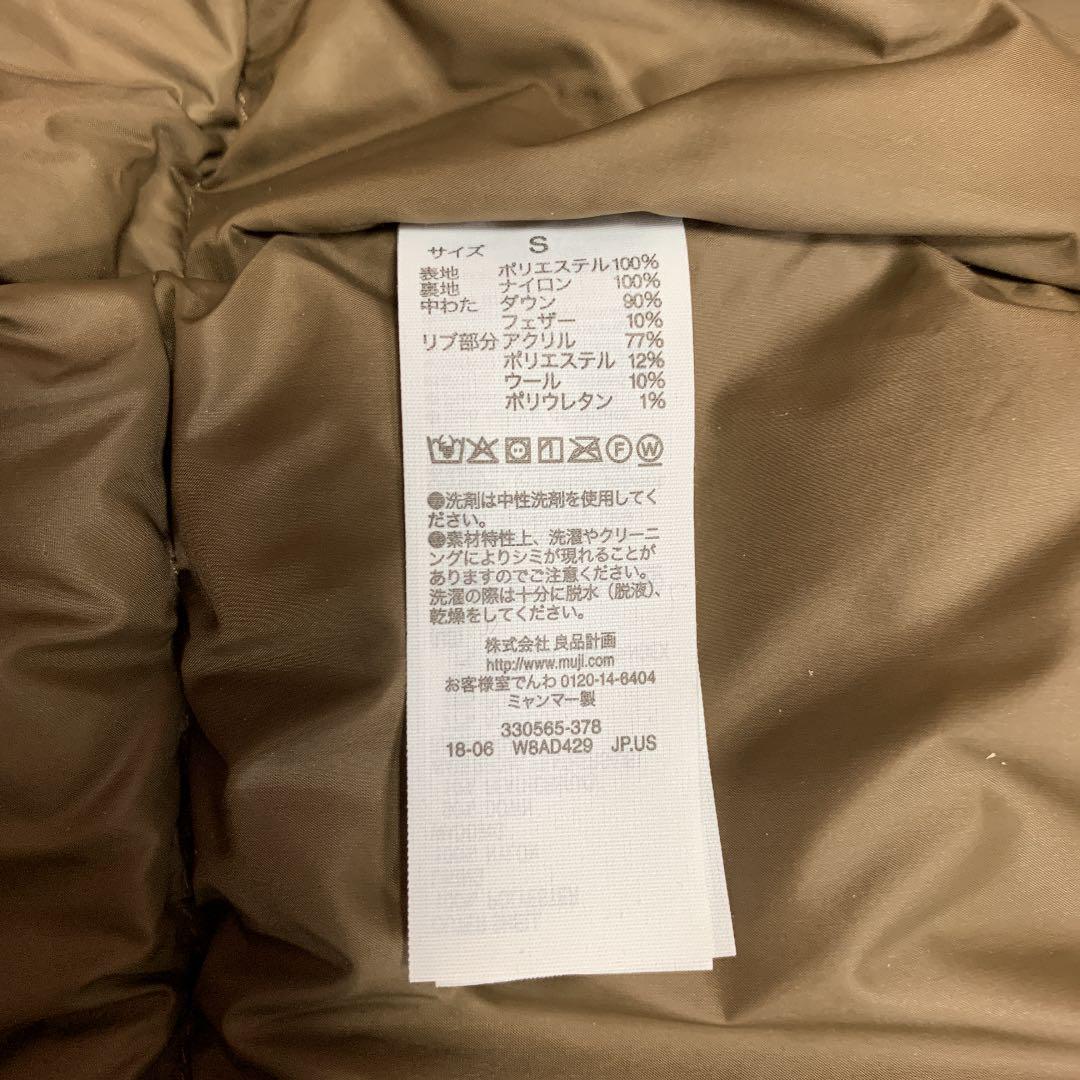 サイズ S
表地 ポリエステル100%
裏地 ナイロン 100%
中わた ダウン 90%
フェザー 10%
リブ部分 アクリル 77%
ポリエステル 12%
ウール 10%
ポリウレタン 1%
F W
●洗剤は中性洗剤を使用してく
ださい。
●素材特性上、洗濯やクリーニ
ングによりシミが現れることが
ありますのでご注意ください。
洗濯の際は十分に脱水（脱液）、
乾燥をしてください。
株式会社 良品計画
http://www.muji.com
お客様室でんわ 0120-14-6404
ミャンマー製
330565-378
18-06 W8AD429 JP.US